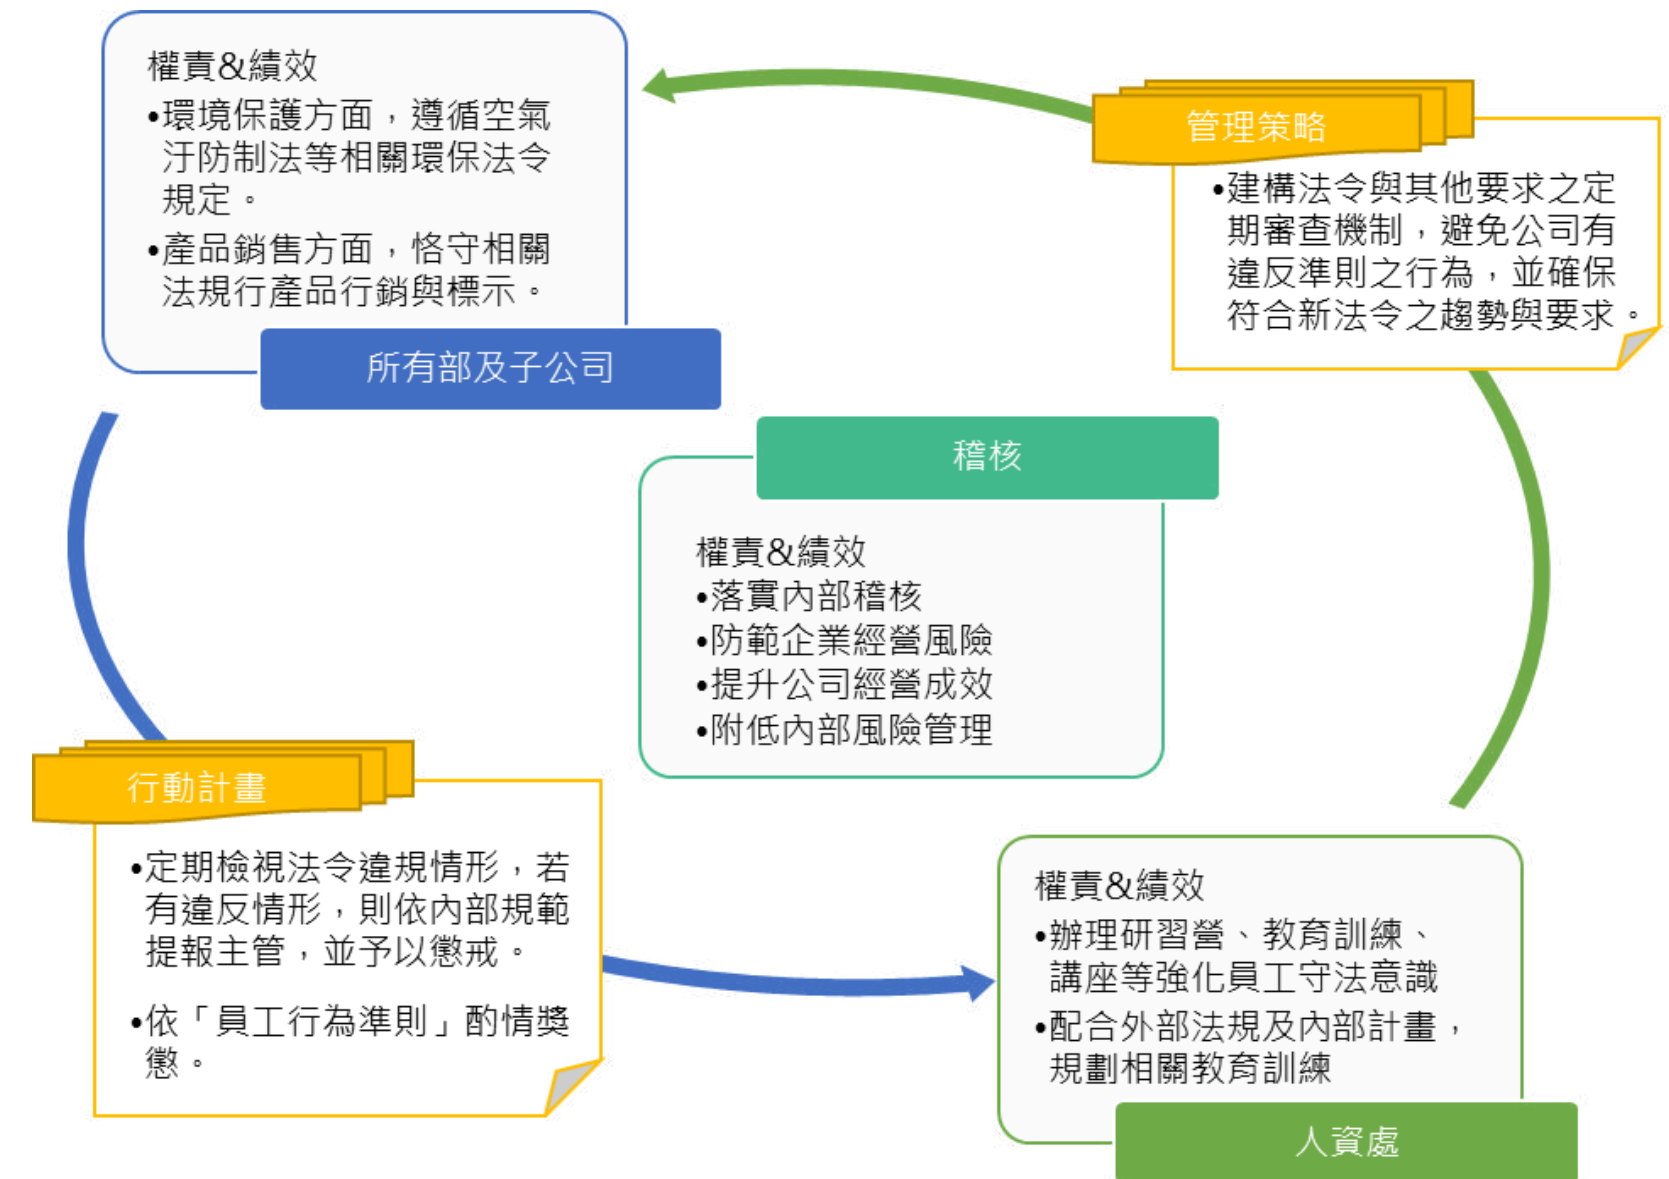 權責&績效
•環境保護方面，遵循空氣
汙防制法等相關環保法令
規定。
•產品銷售方面，恪守相關
法規行產品行銷與標示。
所有部及子公司
管理策略
•建構法令與其他要求之定
期審查機制，避免公司有
違反準則之行為，並確保
符合新法令之趨勢與要求。
稽核
權責&績效
•落實內部稽核
•防範企業經營風險
•提升公司經營成效
•附低內部風險管理
行動計畫
•定期檢視法令違規情形，若
有違反情形，則依內部規範
提報主管，並予以懲戒。
•依「員工行為準則」酌情獎
懲。
權責&績效
•辦理研習營、教育訓練、
講座等強化員工守法意識
•配合外部法規及內部計畫，
規劃相關教育訓練
人資處